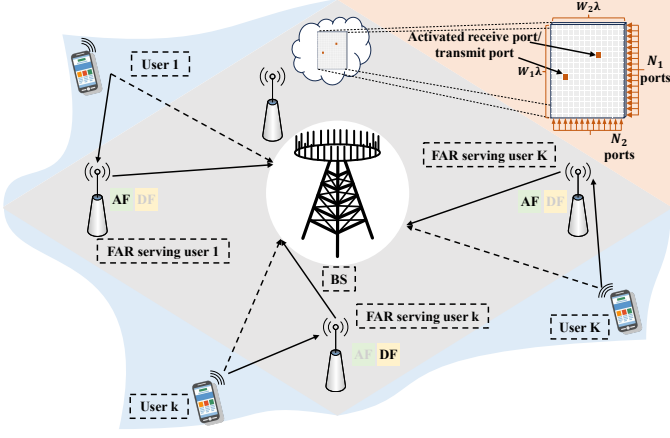 W₂λ
Activated receive port/
transmit port
W₁λ
N₁
ports
N₂
ports
User 1
FAR serving user K
AF DF
AF DF
FAR serving user 1
BS
FAR serving user k
User K
AF DF
User k